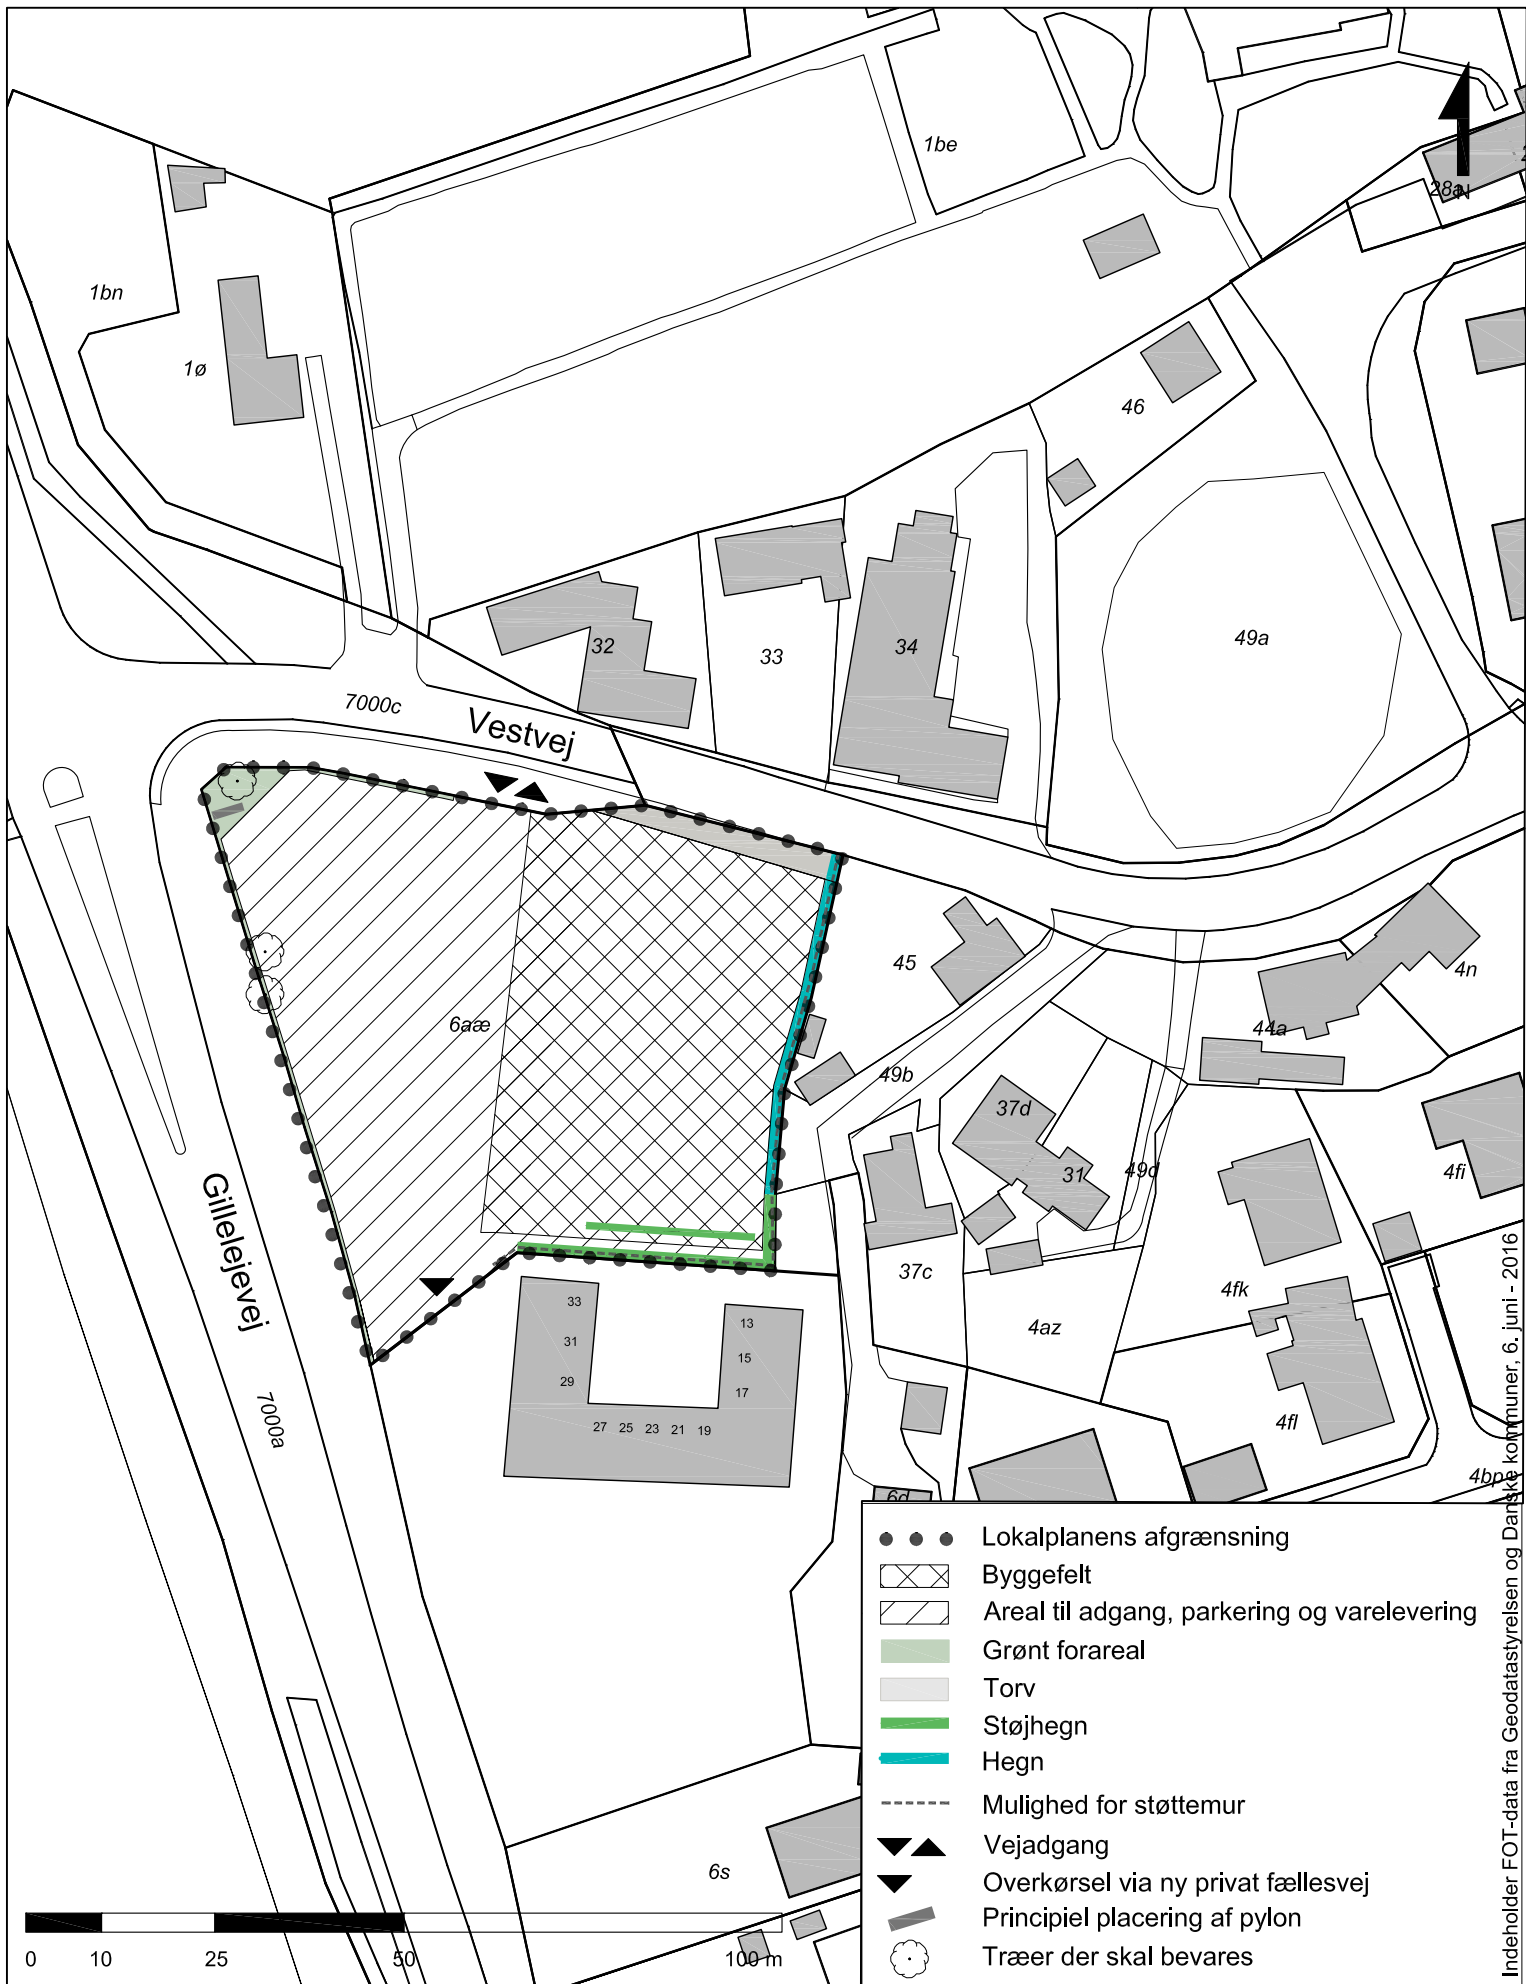 1be
28a
N
1bn
1ø
46
32
33
34
49a
7000c
Vestvej
45
4n
6aæ
44a
49b
37d
31
49d
4fi
Gillelejevej
37c
4fk
4az
33
31
29
27
25
23
21
19
13
15
17
7000a
4fl
4bp
6d
Lokalplanens afgrænsning
Byggefelt
Areal til adgang, parkering og varelevering
Grønt forareal
Torv
Støjhegn
Hegn
Mulighed for støttemur
Vejadgang
Overkørsel via ny privat fællesvej
Principiel placering af pylon
Træer der skal bevares
6s
0
10
25
50
100 m
Indeholder FOT-data fra Geodatastyrelsen og Danske kommuner, 6. juni - 2016